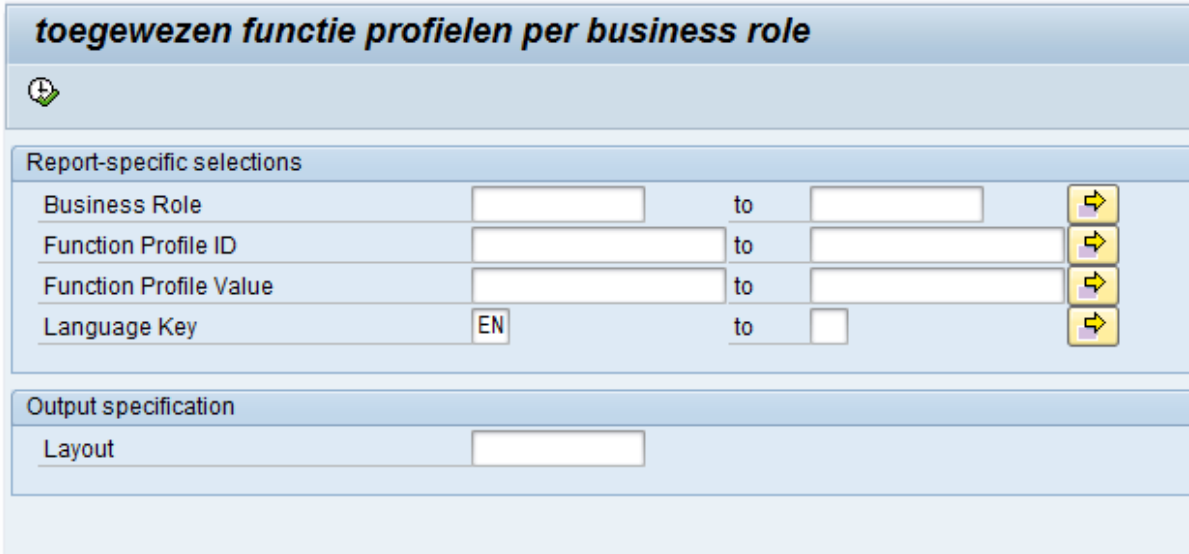 toegewezen functie profielen per business role
Report-specific selections
Business Role to
Function Profile ID to
Function Profile Value to
Language Key EN to
Output specification
Layout